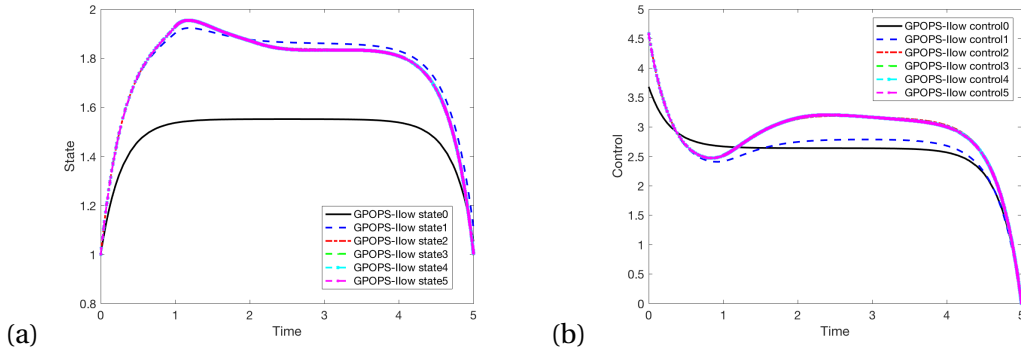 2
1.8
1.6
1.4
1.2
1
0.8
State
GPOPS-IIow state0
GPOPS-IIow state1
GPOPS-IIow state2
GPOPS-IIow state3
GPOPS-IIow state4
GPOPS-IIow state5
0 1 2 3 4 5
Time
(a)
5
4.5
4
3.5
3
2.5
2
1.5
1
0.5
0
Control
GPOPS-IIow control0
GPOPS-IIow control1
GPOPS-IIow control2
GPOPS-IIow control3
GPOPS-IIow control4
GPOPS-IIow control5
0 1 2 3 4 5
Time
(b)